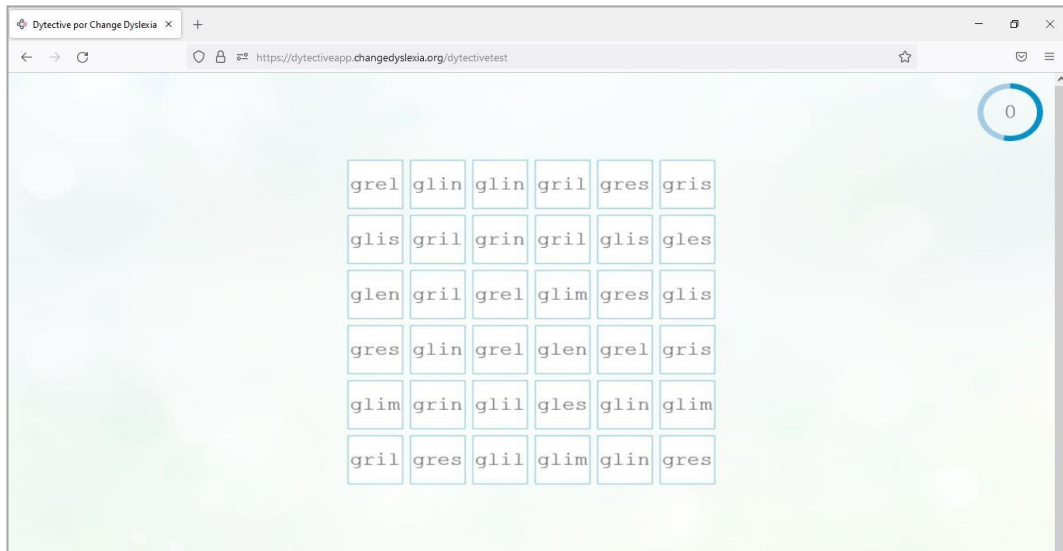 Dytective por Change Dyslexia
https://dytectiveapp.changedyslexia.org/dytectivetest
0
grel glin glin gril gres gris
glis gril grin gril glis gles
glen gril grel glim gres glis
gres glin grel glen grel gris
glim grin glil gles glin glim
gril gres glil glim glin gres